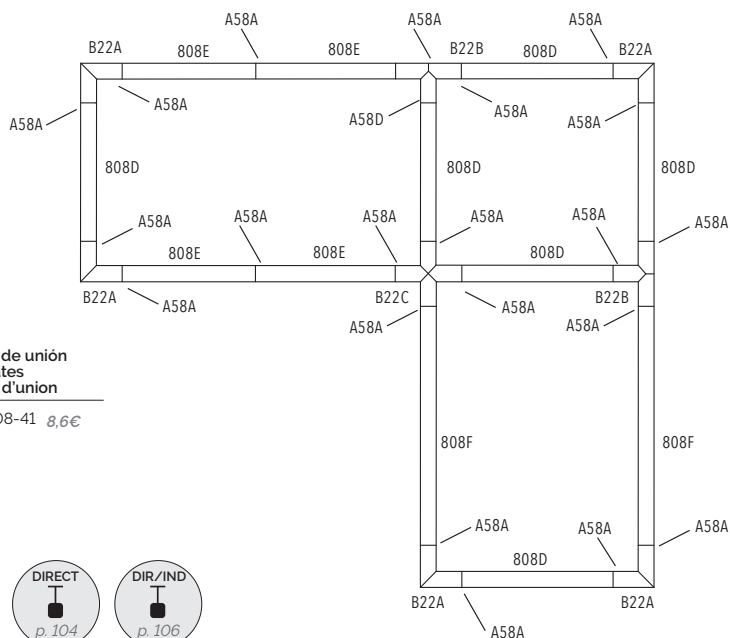 A58A
A58A
A58A
B22A
808E
808E
B22B
808D
B22A
A58A
A58A
A58D
A58A
A58A
808D
808D
808D
A58A
A58A
A58A
A58A
A58A
A58A
808E
808E
808D
B22A
A58A
B22C
A58A
B22B
A58A
A58A
de unión
d'union
08-41 8,6€
808F
808F
A58A
A58A
A58A
808D
DIRECT
p. 104
DIR/IND
p. 106
B22A
B22A
A58A